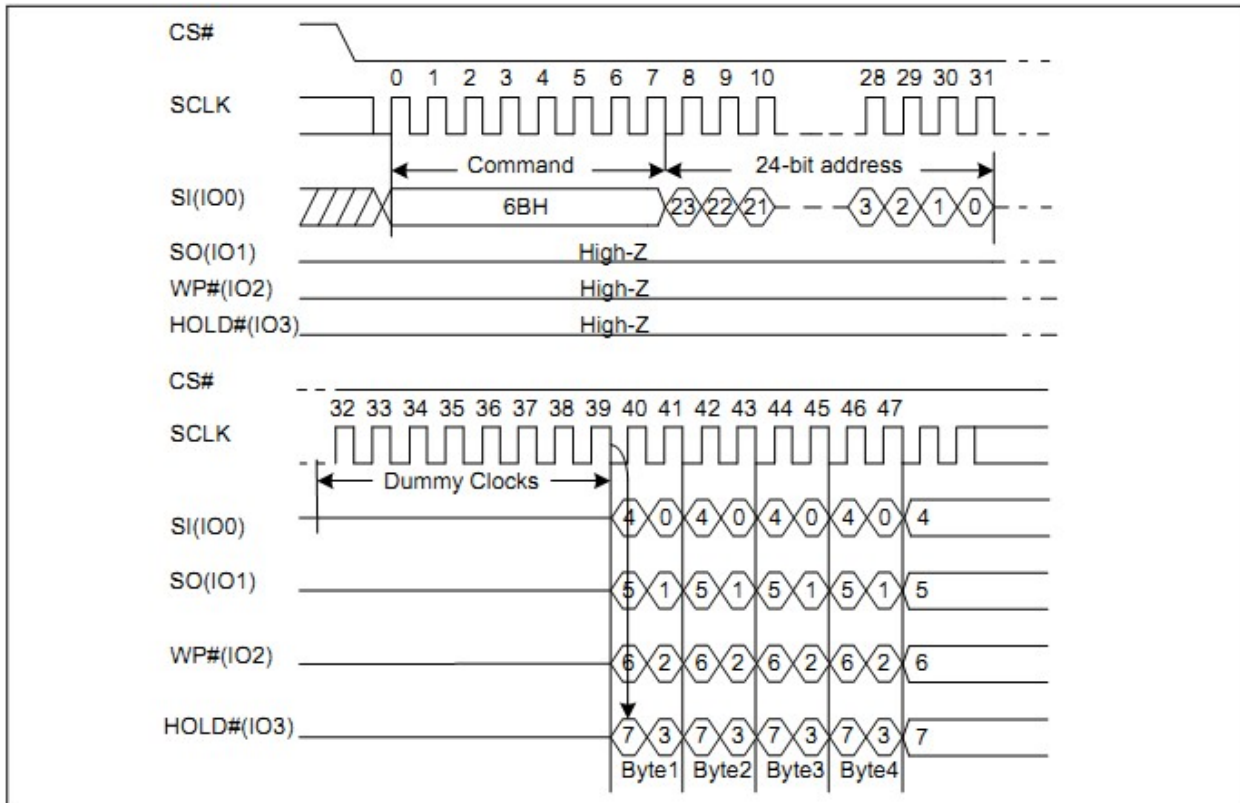 CS#
0 1 2 3 4 5 6 7 8 9 10 28 29 30 31
SCLK
Command 24-bit address
SI(IO0) 6BH 23 22 21 3 2 1 0
SO(IO1) High-Z
WP#(IO2) High-Z
HOLD#(IO3) High-Z
CS#
32 33 34 35 36 37 38 39 40 41 42 43 44 45 46 47
SCLK
Dummy Clocks
SI(IO0) 4 0 4 0 4 0 4 0 4
SO(IO1) 5 1 5 1 5 1 5 1 5
WP#(IO2) 6 2 6 2 6 2 6 2 6
HOLD#(IO3) 7 3 7 3 7 3 7 3 7
Byte1 Byte2 Byte3 Byte4